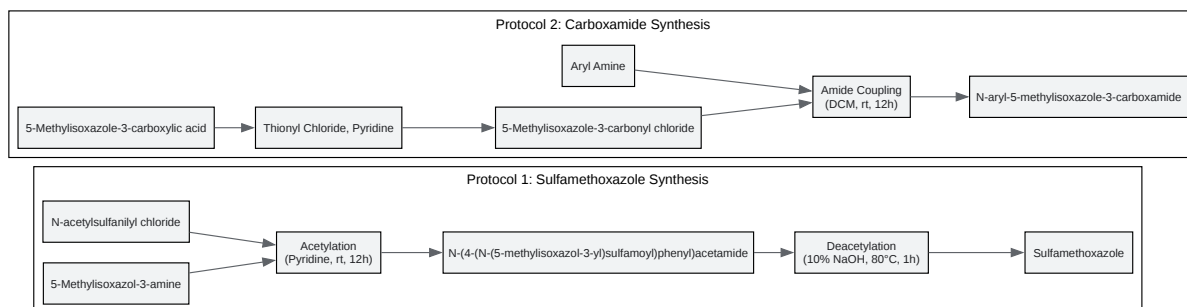 Protocol 2: Carboxamide Synthesis
Aryl Amine
5-Methylisoxazole-3-carboxylic acid
Thionyl Chloride, Pyridine
5-Methylisoxazole-3-carbonyl chloride
Amide Coupling
(DCM, rt, 12h)
N-aryl-5-methylisoxazole-3-carboxamide
Protocol 1: Sulfamethoxazole Synthesis
N-acetylsulfanilyl chloride
5-Methylisoxazol-3-amine
Acetylation
(Pyridine, rt, 12h)
N-(4-(N-(5-methylisoxazol-3-yl)sulfamoyl)phenyl)acetamide
Deacetylation
(10% NaOH, 80°C, 1h)
Sulfamethoxazole